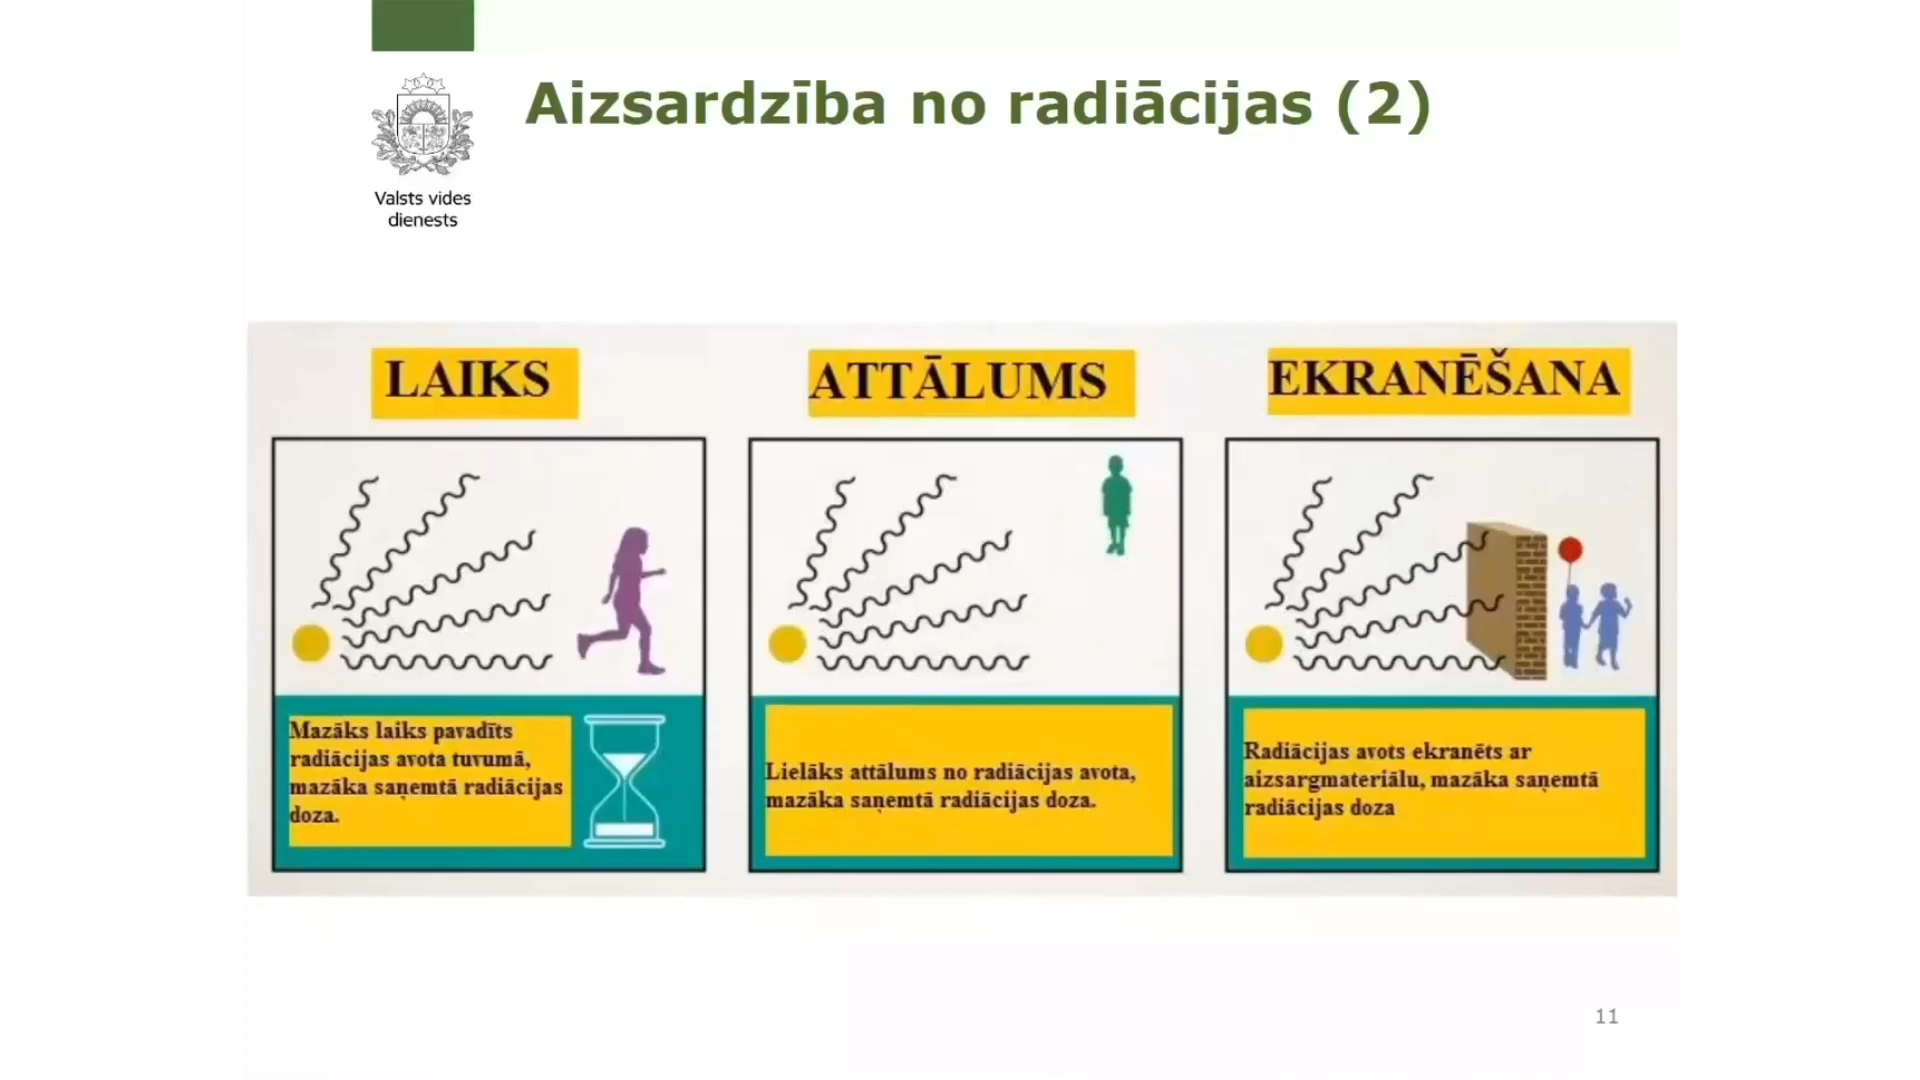 Aizsardzība no radiācijas (2)
Valsts vides
dienests
LAIKS
Mazāks laiks pavadīts
radiācijas avota tuvumā,
mazāka saņemtā radiācijas
doza.
ATTĀLUMS
Lielāks attālums no radiācijas avota,
mazāka saņemtā radiācijas doza.
EKRANĒŠANA
Radiācijas avots ekranēts ar
aizsargmateriālu, mazāka saņemtā
radiācijas doza
11